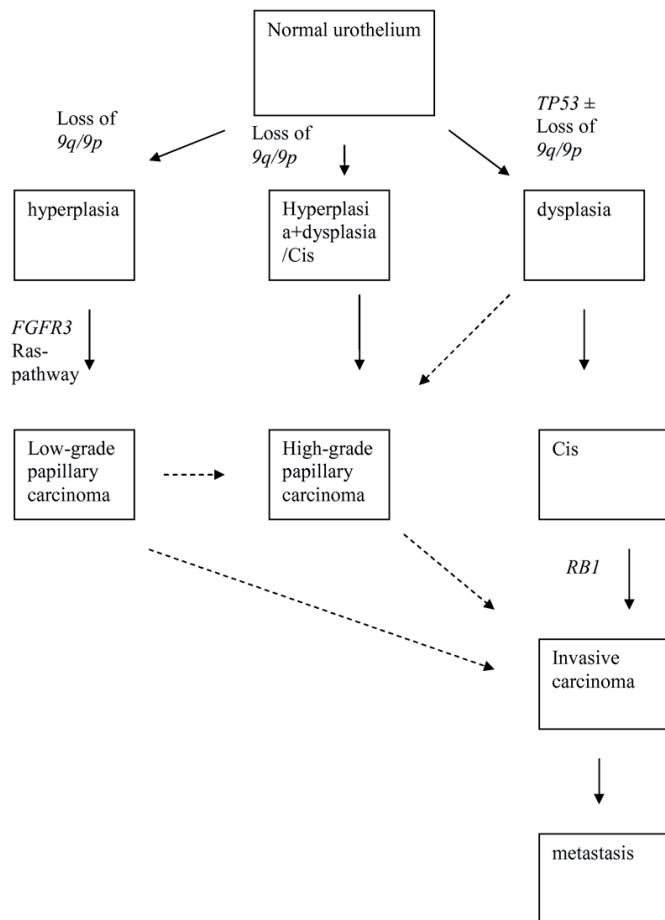 Normal urothelium
Loss of
9q/9p
Loss of
9q/9p
TP53 ±
Loss of
9q/9p
hyperplasia
Hyperplasi
a+dysplasia
/Cis
dysplasia
FGFR3
Ras-
pathway
Low-grade
papillary
carcinoma
High-grade
papillary
carcinoma
Cis
RB1
Invasive
carcinoma
metastasis